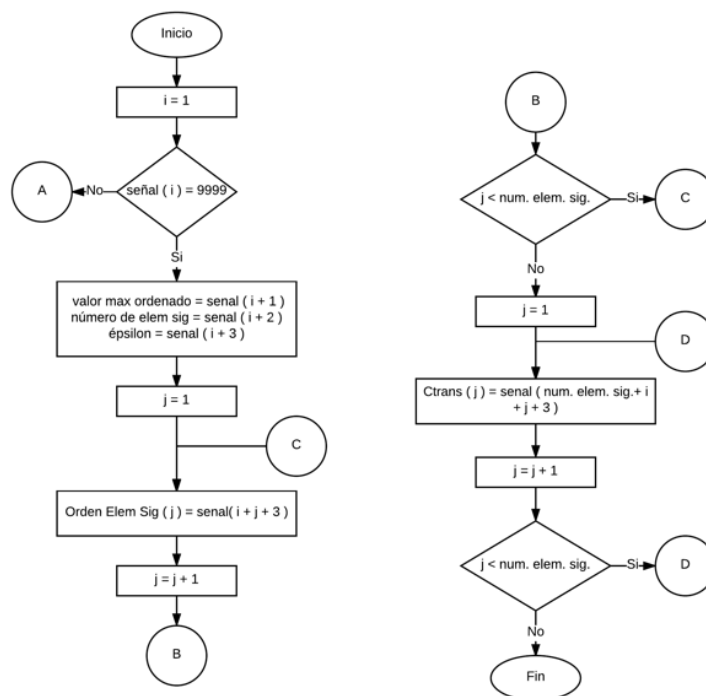 Inicio
i = 1
señal ( i ) = 9999
No
A
Si
valor max ordenado = senal ( i + 1 )
número de elem sig = senal ( i + 2 )
épsilon = senal ( i + 3 )
j = 1
C
Orden Elem Sig ( j ) = senal( i + j + 3 )
j = j + 1
B
B
j < num. elem. sig.
Si
C
No
j = 1
D
Ctrans ( j ) = senal ( num. elem. sig.+ i
+ j + 3 )
j = j + 1
j < num. elem. sig.
Si
D
No
Fin